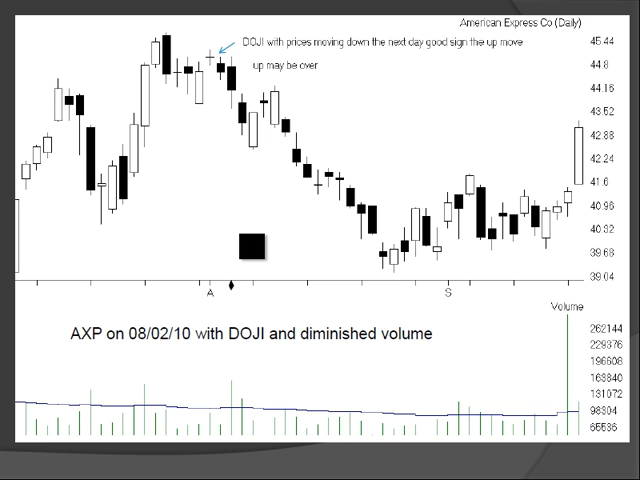 American Express Co (Daily)
DOJI with prices moving down the next day good sign the up move
up may be over
45.44
44.8
44.16
43.52
42.88
42.24
41.6
40.96
40.32
39.68
39.04
A
S
Volume
AXP on 08/02/10 with DOJI and diminished volume
262144
229376
196608
163840
131072
98304
65536